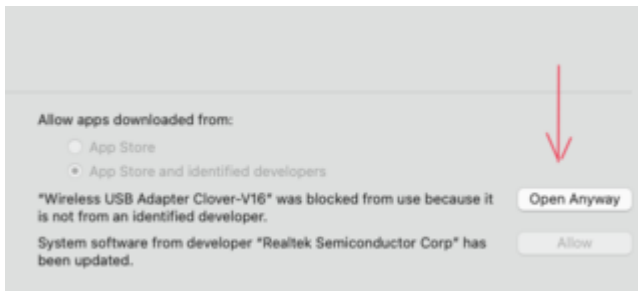 Allow apps downloaded from:
App Store
App Store and identified developers
"Wireless USB Adapter Clover-V16" was blocked from use because it
is not from an identified developer.
Open Anyway
System software from developer "Realtek Semiconductor Corp" has
been updated.
Allow